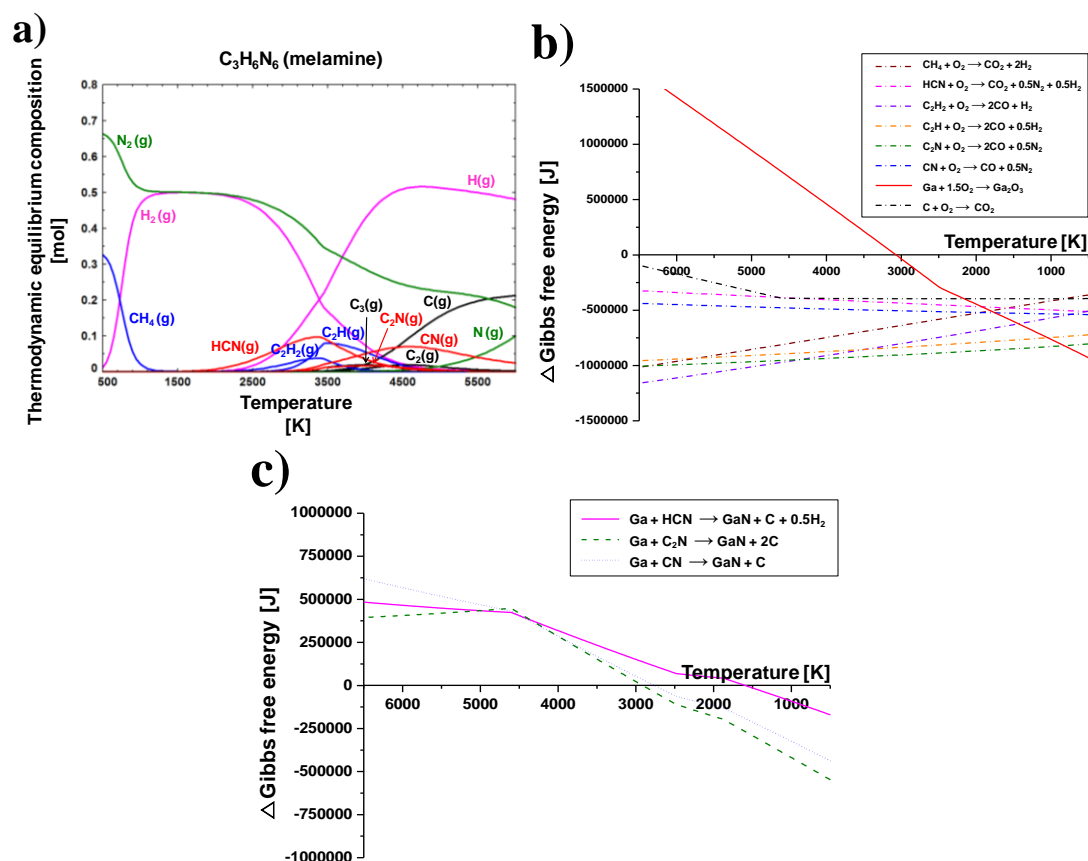 a)
C₃H₆N₆ (melamine)
Thermodynamic equilibrium composition
[mol]
0.8
0.7
0.6
0.5
0.4
0.3
0.2
0.1
0
N₂(g)
H₂(g)
CH₄(g)
HCN(g)
C₂H₂(g)
C₂H(g)
C₃(g)
C₂N(g)
CN(g)
C₂(g)
C(g)
H(g)
N(g)
500 1500 2500 3500 4500 5500
Temperature
[K]
b)
△Gibbs free energy [J]
1500000
1000000
500000
0
-500000
-1000000
-1500000
CH₄ + O₂ → CO₂ + 2H₂
HCN + O₂ → CO₂ + 0.5N₂ + 0.5H₂
C₂H₂ + O₂ → 2CO + H₂
C₂H + O₂ → 2CO + 0.5H₂
C₂N + O₂ → 2CO + 0.5N₂
CN + O₂ → CO + 0.5N₂
Ga + 1.5O₂ → Ga₂O₃
C + O₂ → CO₂
Temperature [K]
6000 5000 4000 3000 2000 1000
c)
△Gibbs free energy [J]
1000000
750000
500000
250000
0
-250000
-500000
-750000
-1000000
Ga + HCN → GaN + C + 0.5H₂
Ga + C₂N → GaN + 2C
Ga + CN → GaN + C
Temperature [K]
6000 5000 4000 3000 2000 1000